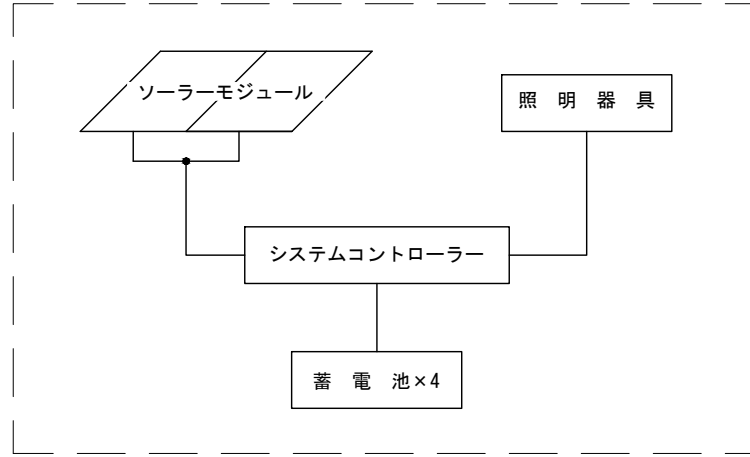 ソーラーモジュール
照 明 器 具
システムコントローラー
蓄 電 池×4